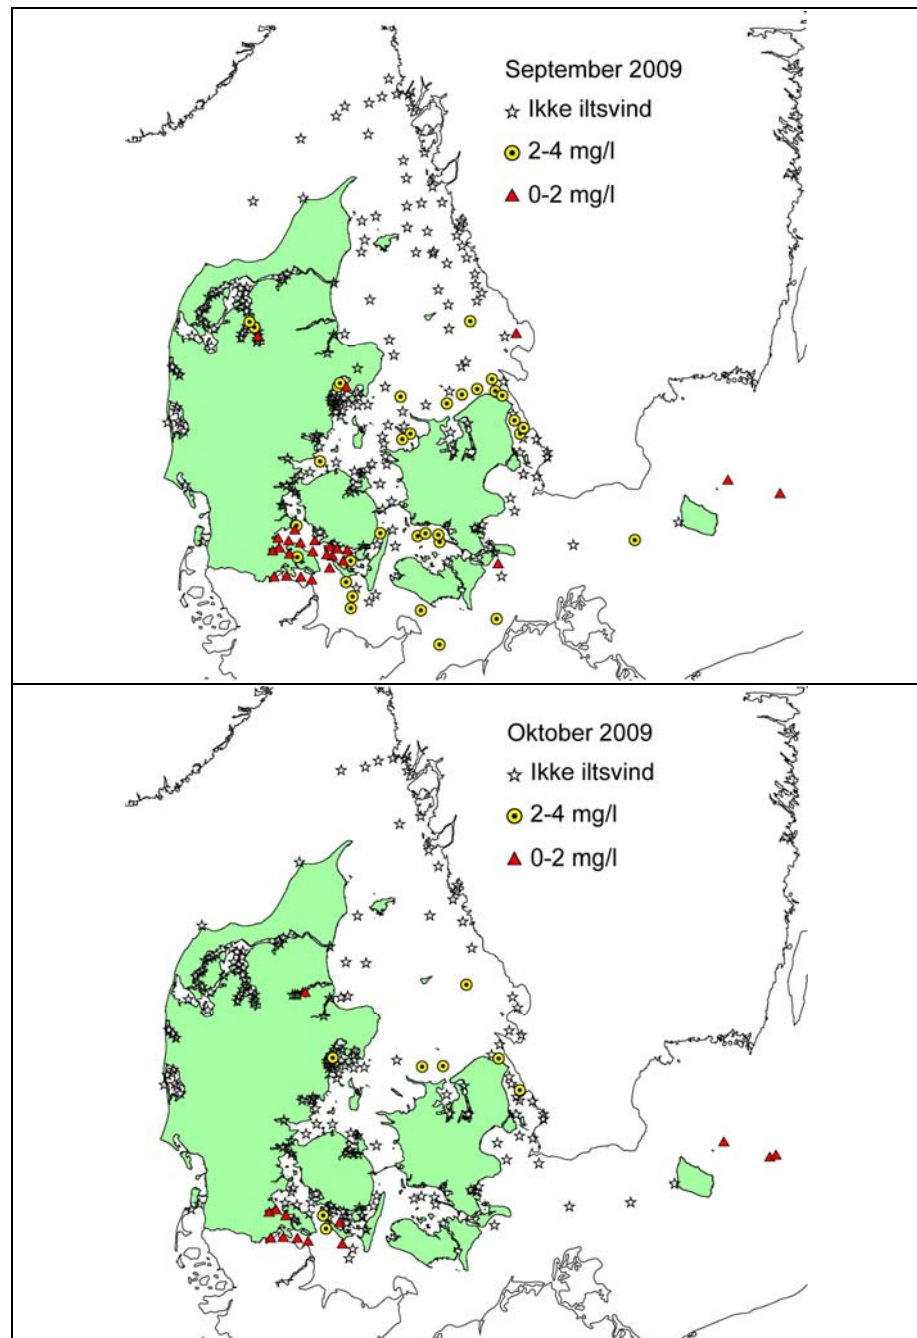 September 2009
Ikke iltsvind
2-4 mg/l
0-2 mg/l
Oktober 2009
Ikke iltsvind
2-4 mg/l
0-2 mg/l